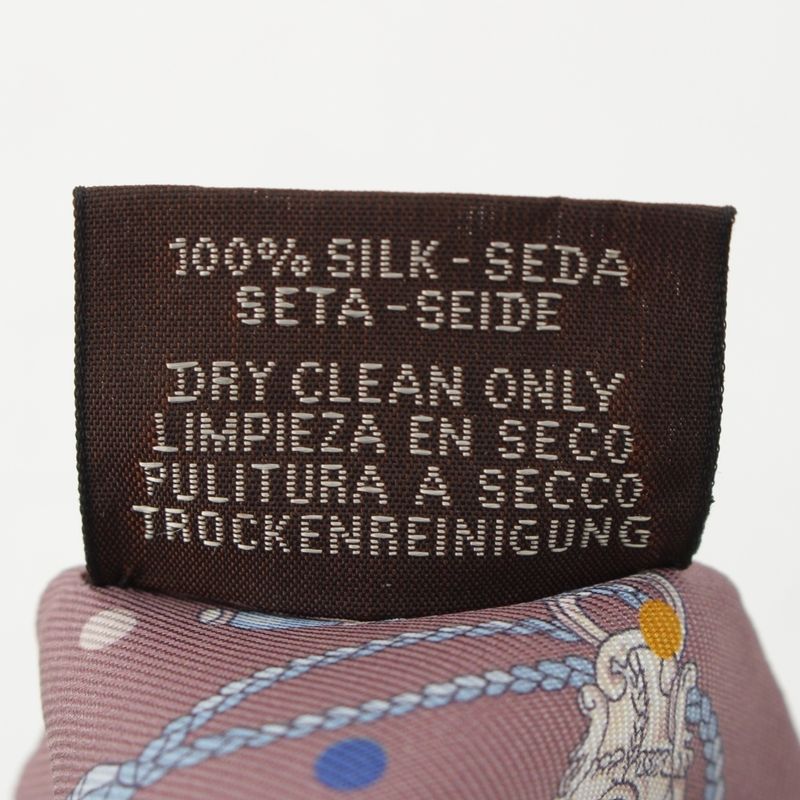 100% SILK - SEDA
SETA - SEIDE
DRY CLEAN ONLY
LIMPIEZA EN SECO
PULITURA A SECCO
TROCKENREINIGUNG